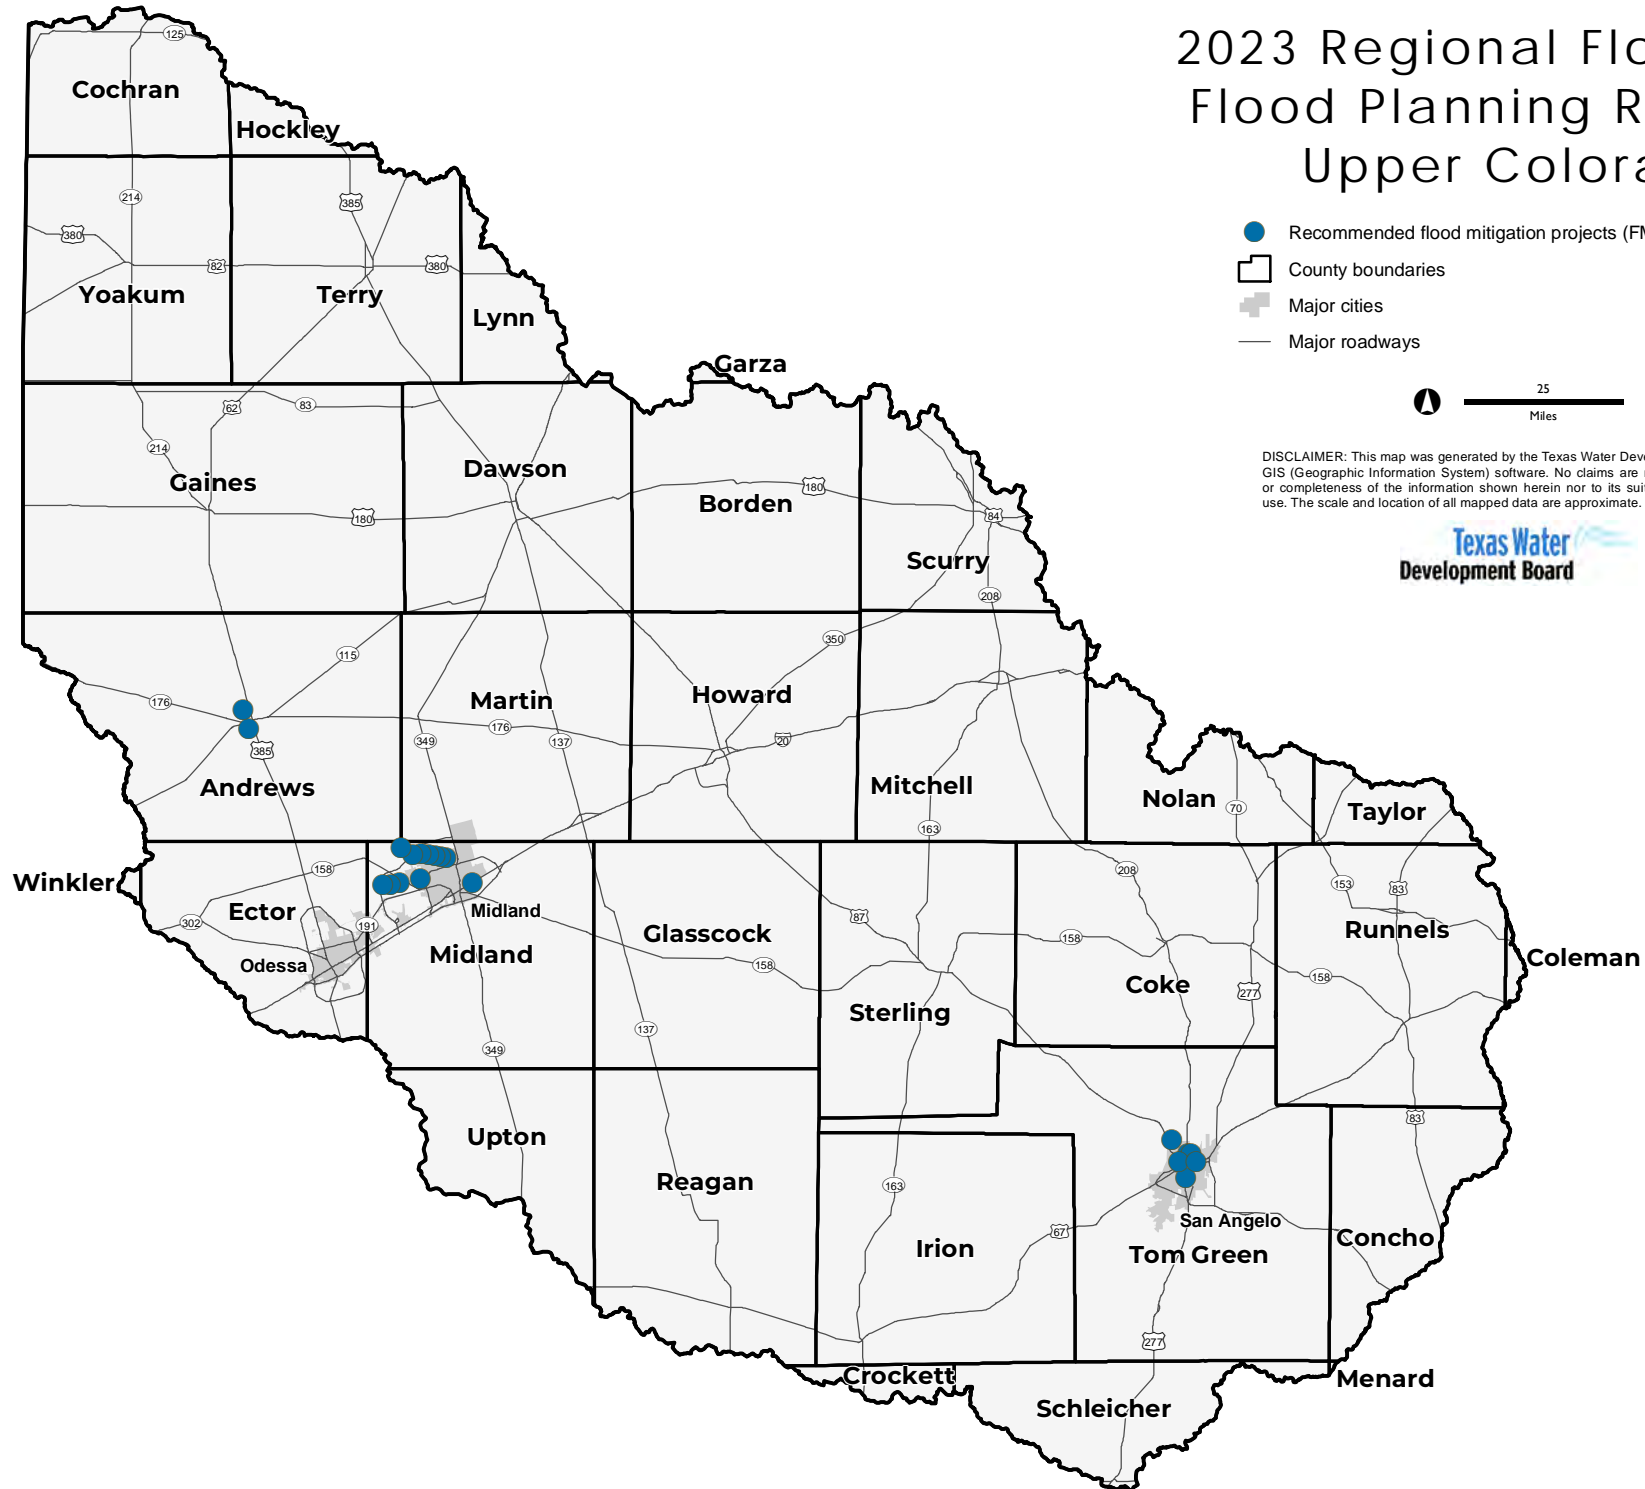 2023 Regional Flo
Flood Planning R
Upper Colora
Recommended flood mitigation projects (FM
County boundaries
Major cities
Major roadways
25
Miles
DISCLAIMER: This map was generated by the Texas Water Deve
GIS (Geographic Information System) software. No claims are
or completeness of the information shown herein nor to its sui
use. The scale and location of all mapped data are approximate.
Texas Water
Development Board
125
Cochran
Hockley
214
385
380
82
380
Yoakum
Terry
Lynn
Garza
62
83
214
Gaines
Dawson
Borden
180
180
84
Scurry
208
115
350
176
Martin
Howard
349
176
137
20
385
Andrews
Mitchell
Nolan
70
Taylor
163
Winkler
158
208
153
83
Ector
302
191
Midland
87
Runnels
Odessa
Midland
Glasscock
158
158
Coleman
158
Coke
277
Sterling
137
349
83
Upton
Reagan
163
San Angelo
67
Concho
Irion
Tom Green
277
Crockett
Menard
Schleicher